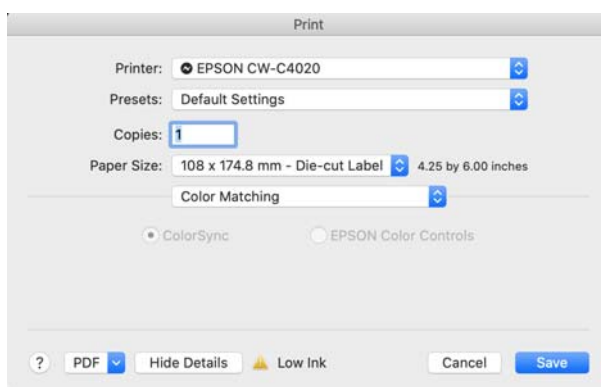 Print
Printer: EPSON CW-C4020
Presets: Default Settings
Copies: 1
Paper Size: 108 x 174.8 mm - Die-cut Label 4.25 by 6.00 inches
Color Matching
ColorSync EPSON Color Controls
? PDF Hide Details Low Ink Cancel Save